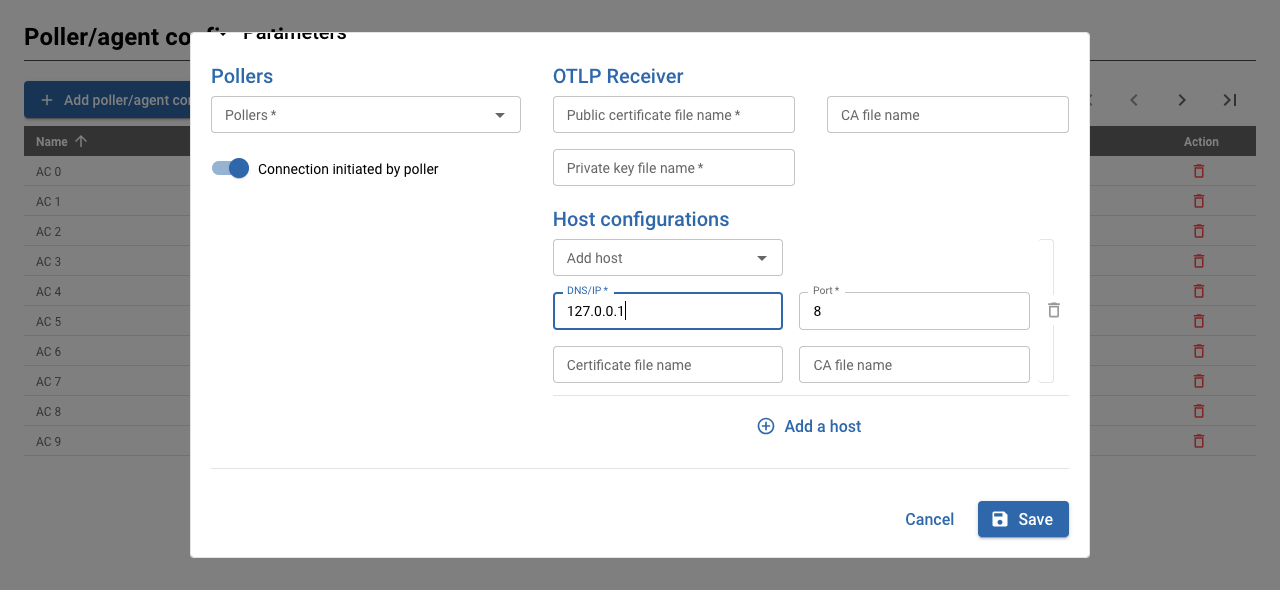 Poller/agent co
Parameters
Add poller/agent co
Name
Action
AC 0
AC 1
AC 2
AC 3
AC 4
AC 5
AC 6
AC 7
AC 8
AC 9
Pollers
Pollers *
Connection initiated by poller
OTLP Receiver
Public certificate file name *
CA file name
Private key file name *
Host configurations
Add host
DNS/IP *
127.0.0.1
Port *
8
Certificate file name
CA file name
Add a host
Cancel
Save